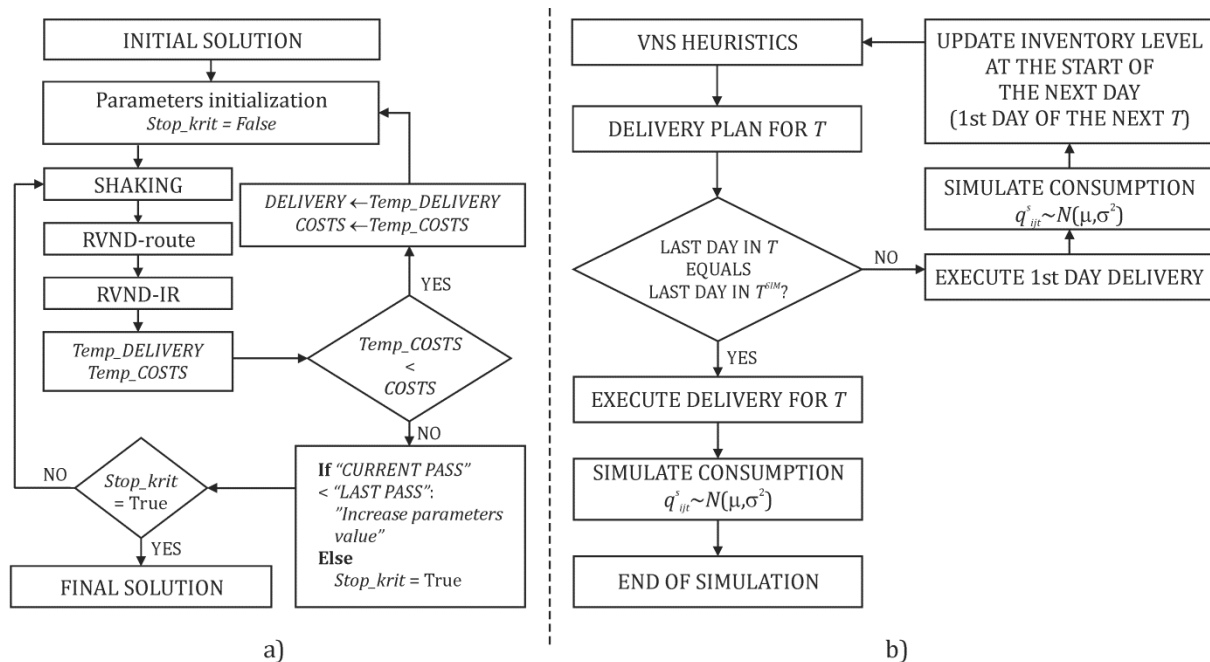 INITIAL SOLUTION
Parameters initialization
Stop_krit = False
SHAKING
RVND-route
RVND-IR
Temp_DELIVERY
Temp_COSTS
DELIVERY ←Temp_DELIVERY
COSTS ←Temp_COSTS
YES
Temp_COSTS
<
COSTS
NO
If "CURRENT PASS"
< "LAST PASS":
"Increase parameters
value"
Else
Stop_krit = True
NO
Stop_krit
= True
YES
FINAL SOLUTION
a)
VNS HEURISTICS
DELIVERY PLAN FOR T
LAST DAY IN T
EQUALS
LAST DAY IN T^SIM?
NO
EXECUTE 1st DAY DELIVERY
SIMULATE CONSUMPTION
q^s_ijt~N(μ,σ²)
UPDATE INVENTORY LEVEL
AT THE START OF
THE NEXT DAY
(1st DAY OF THE NEXT T)
YES
EXECUTE DELIVERY FOR T
SIMULATE CONSUMPTION
q^s_ijt~N(μ,σ²)
END OF SIMULATION
b)